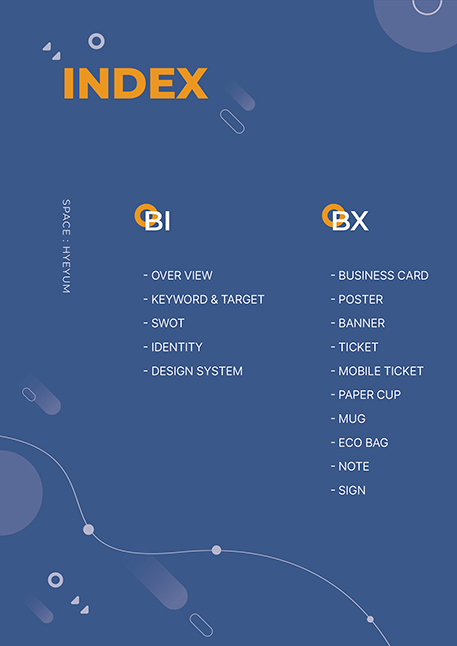 INDEX
SPACE : HYEYUM
BI
- OVER VIEW
- KEYWORD & TARGET
- SWOT
- IDENTITY
- DESIGN SYSTEM
BX
- BUSINESS CARD
- POSTER
- BANNER
- TICKET
- MOBILE TICKET
- PAPER CUP
- MUG
- ECO BAG
- NOTE
- SIGN